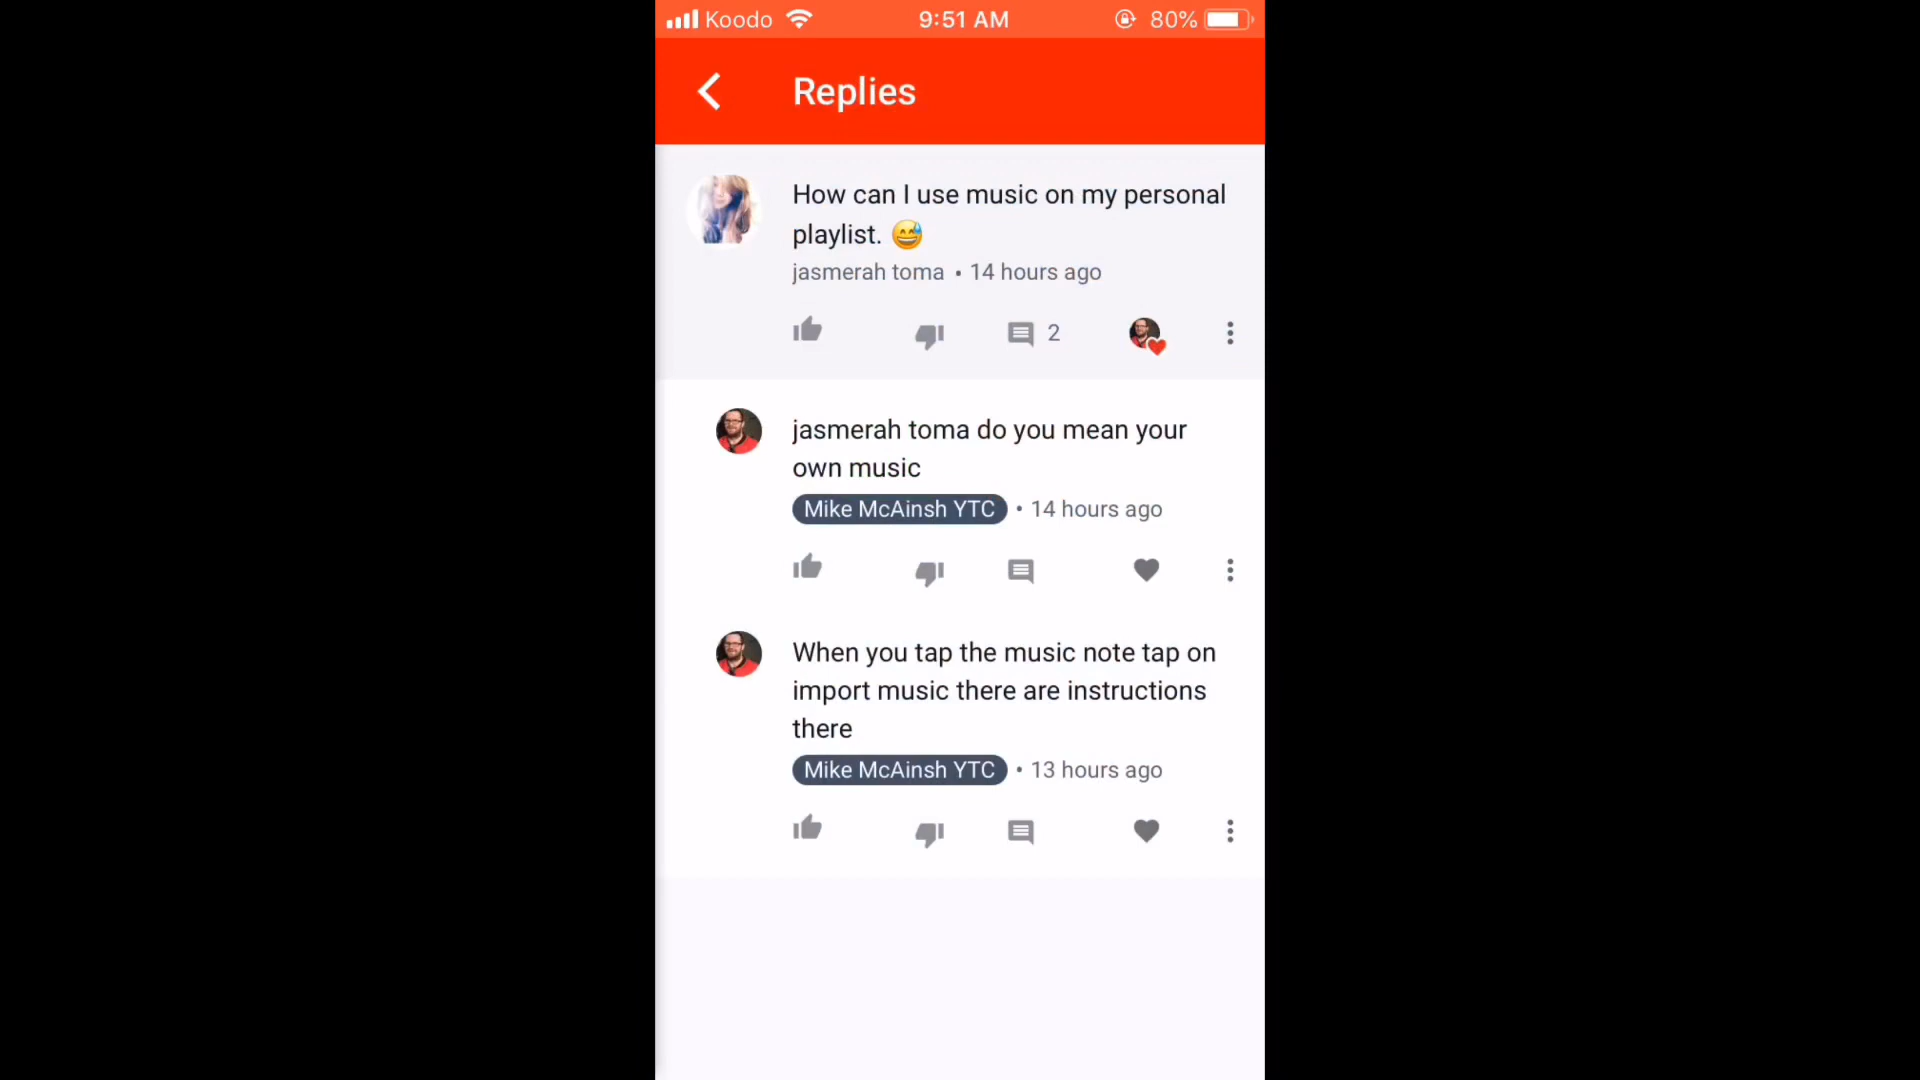 Koodo 9:51 AM 80%
Replies
How can I use music on my personal
playlist. 😅
jasmerah toma • 14 hours ago
2
jasmerah toma do you mean your
own music
Mike McAinsh YTC • 14 hours ago
When you tap the music note tap on
import music there are instructions
there
Mike McAinsh YTC • 13 hours ago